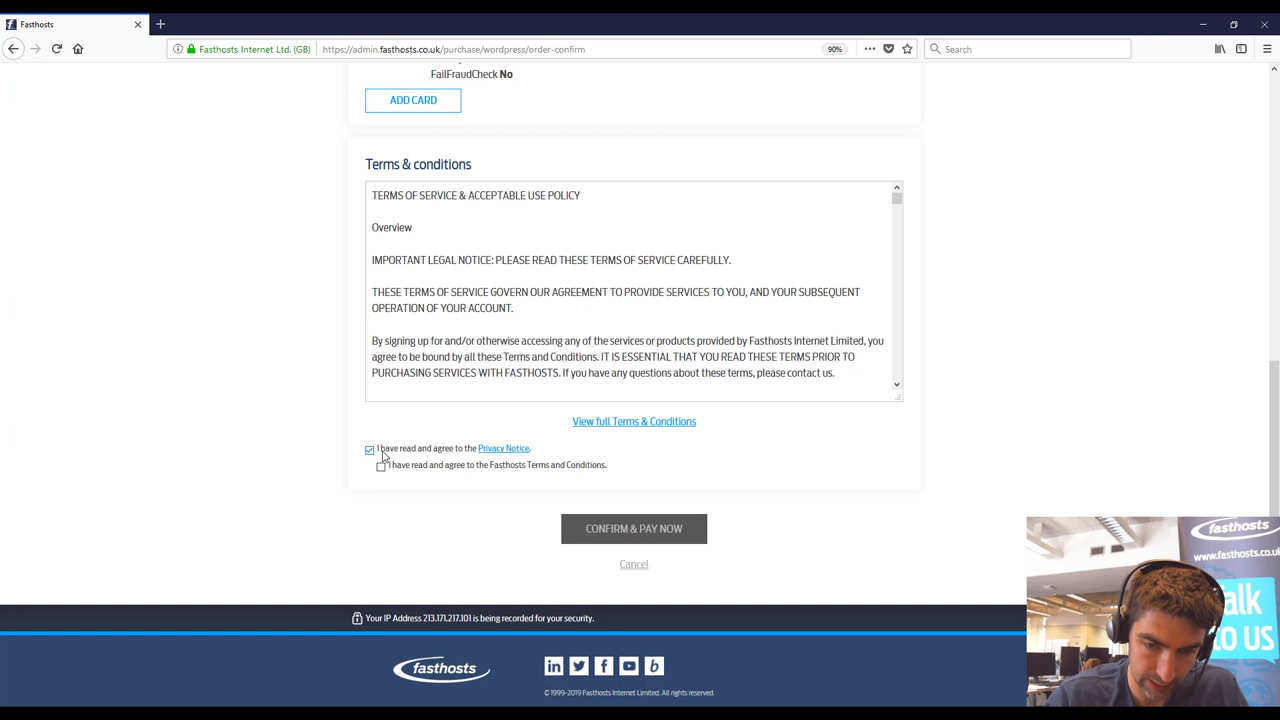 Fasthosts
Fasthosts Internet Ltd. (GB)
https://admin.fasthosts.co.uk/purchase/wordpress/order-confirm
90%
Search
FailFraudCheck No
ADD CARD
Terms & conditions
TERMS OF SERVICE & ACCEPTABLE USE POLICY
Overview
IMPORTANT LEGAL NOTICE: PLEASE READ THESE TERMS OF SERVICE CAREFULLY.
THESE TERMS OF SERVICE GOVERN OUR AGREEMENT TO PROVIDE SERVICES TO YOU, AND YOUR SUBSEQUENT
OPERATION OF YOUR ACCOUNT.
By signing up for and/or otherwise accessing any of the services or products provided by Fasthosts Internet Limited, you
agree to be bound by all these Terms and Conditions. IT IS ESSENTIAL THAT YOU READ THESE TERMS PRIOR TO
PURCHASING SERVICES WITH FASTHOSTS. If you have any questions about these terms, please contact us.
View full Terms & Conditions
I have read and agree to the Privacy Notice.
I have read and agree to the Fasthosts Terms and Conditions.
CONFIRM & PAY NOW
Cancel
Your IP Address 213.171.217.101 is being recorded for your security.
fasthosts
© 1999-2019 Fasthosts Internet Limited. All rights reserved.
fasthosts
www.fasthosts.co.uk
alk
TO US